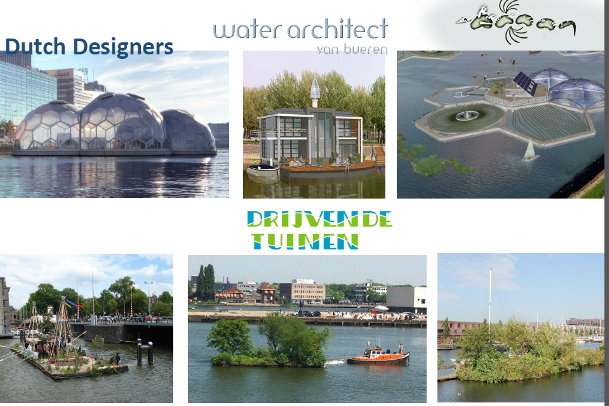 water architect
van bueren
Dutch Designers
DRIJVENDE
TUINEN